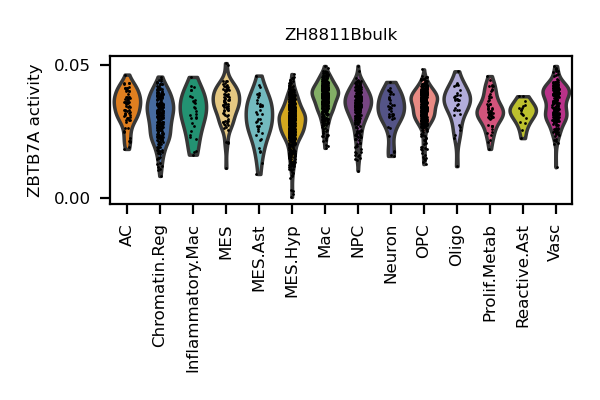 ZH8811Bbulk
ZBTB7A activity
0.05
0.00
AC
Chromatin.Reg
Inflammatory.Mac
MES
MES.Ast
MES.Hyp
Mac
NPC
Neuron
OPC
Oligo
Prolif.Metab
Reactive.Ast
Vasc